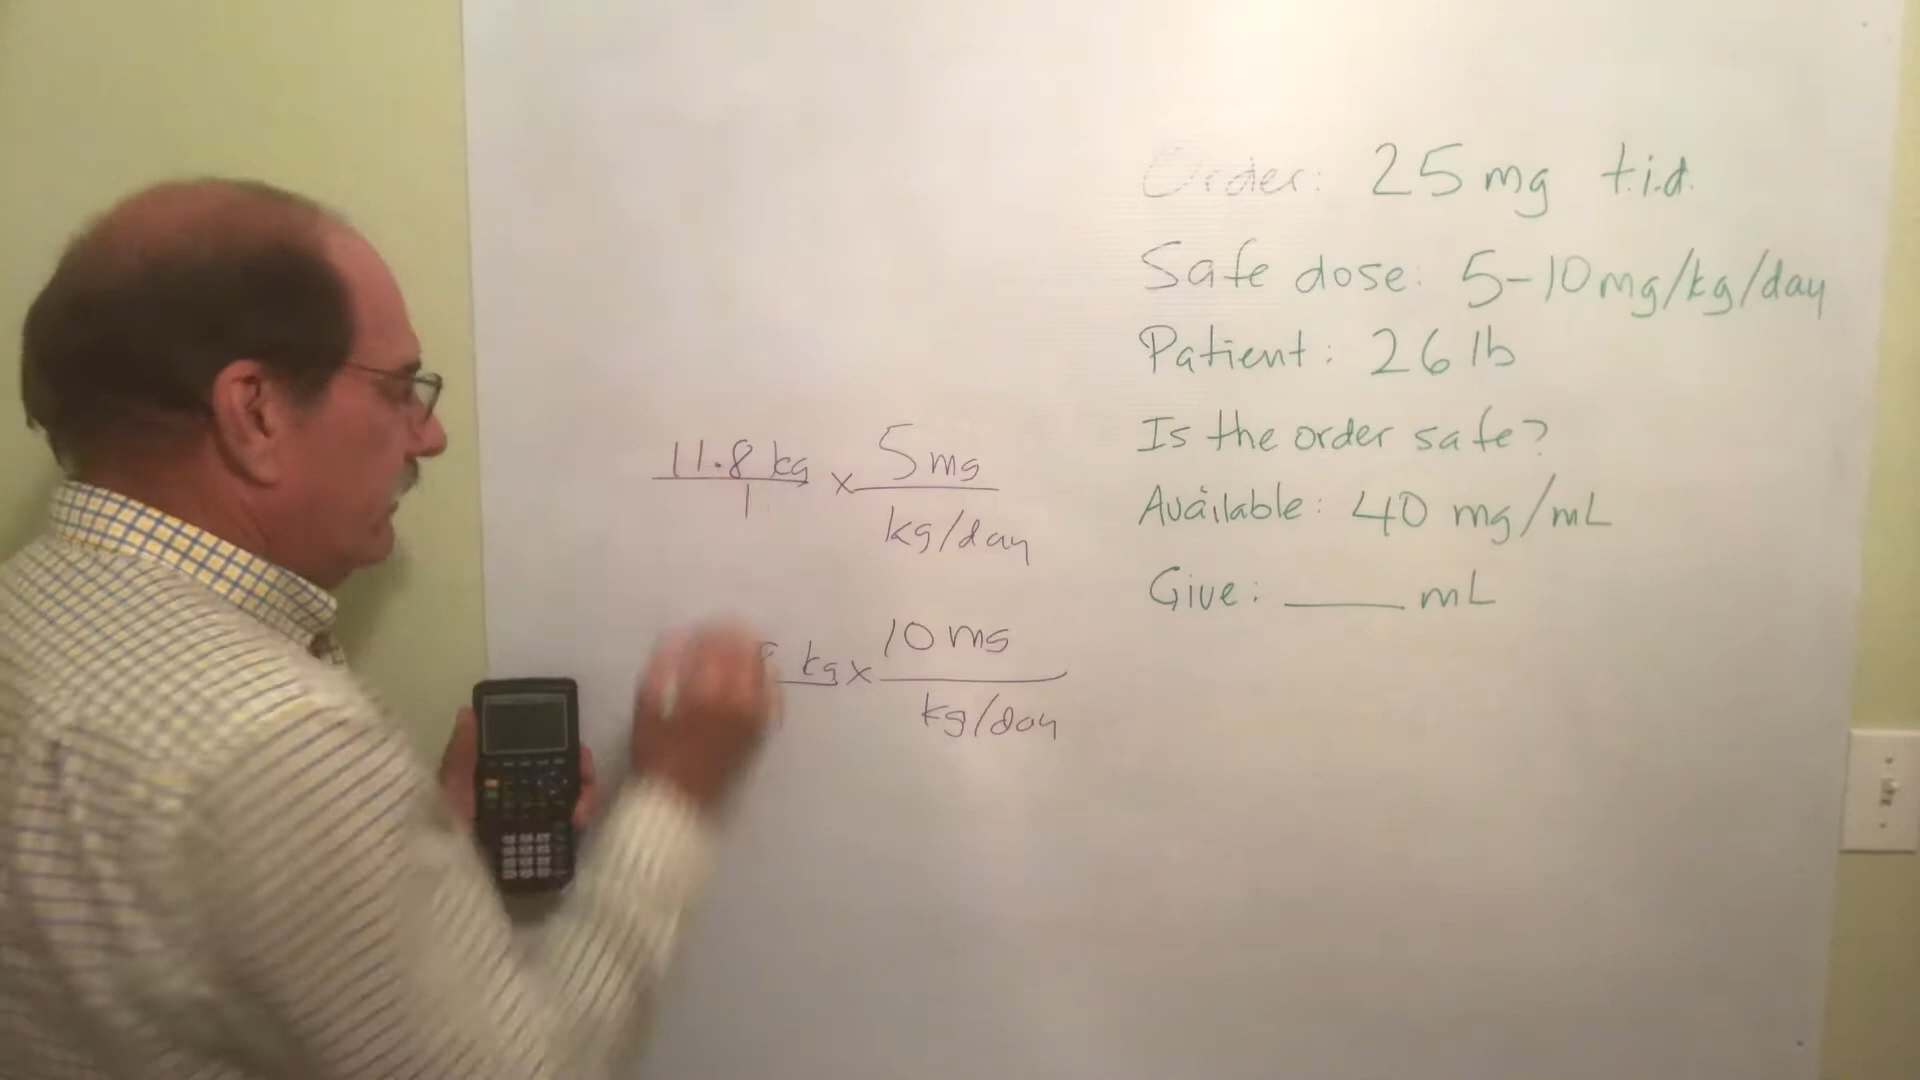 Order: 25 mg t.i.d.
Safe dose: 5-10 mg/kg/day
Patient: 26 lb
Is the order safe?
Available: 40 mg/mL
Give: ____ mL
11.8 kg x 5 mg
1 kg/day
kg x 10 mg
kg/day